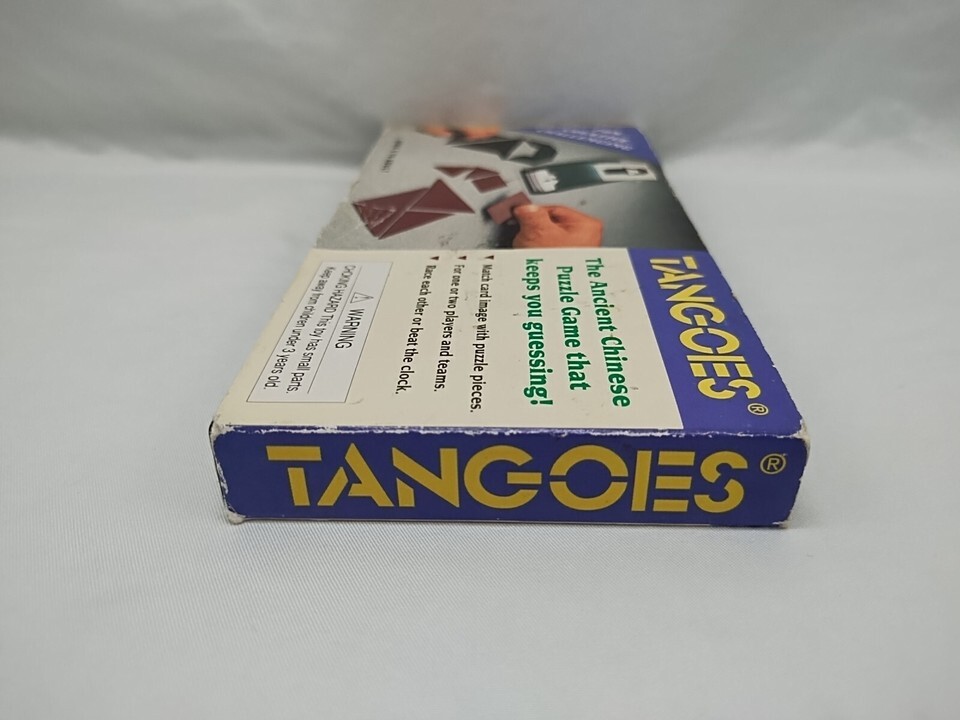 TANGOES®
The Ancient Chinese
Puzzle Game that
keeps you guessing!
Match card image with puzzle pieces.
For one or two players and teams.
Race each other or beat the clock.
⚠ WARNING
CHOKING HAZARD This toy has small parts.
Keep away from children under 3 years old.
TANGOES®